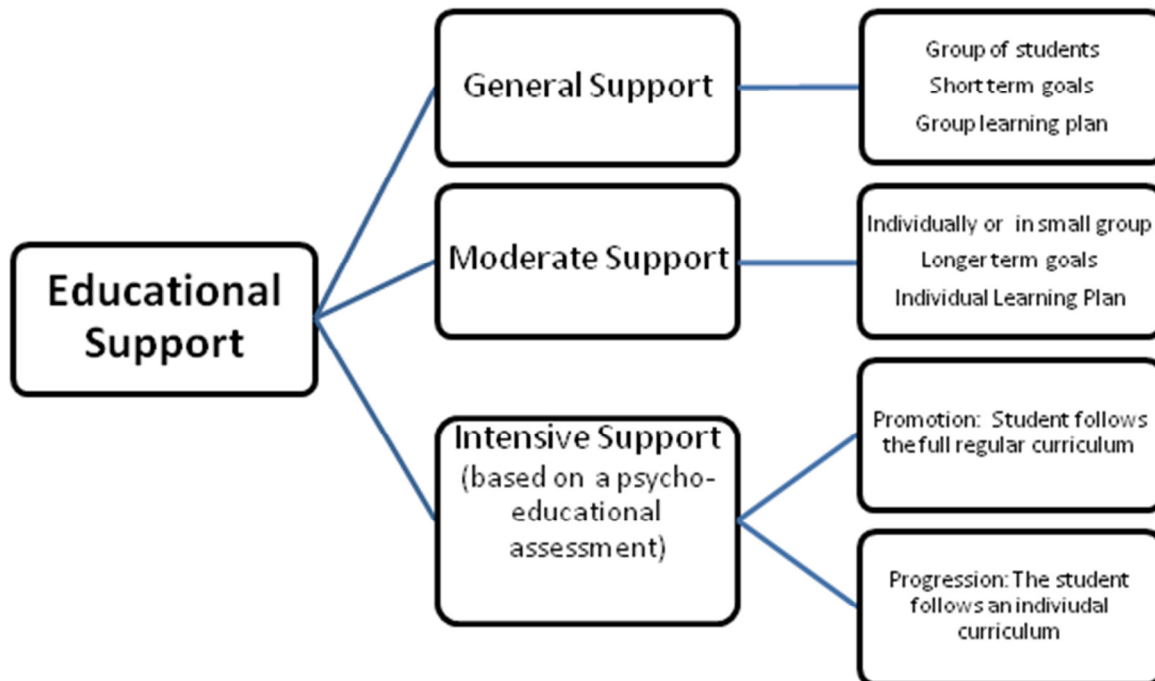 Educational
Support
General Support
Group of students
Short term goals
Group learning plan
Moderate Support
Individually or in small group
Longer term goals
Individual Learning Plan
Intensive Support
(based on a psycho-
educational
assessment)
Promotion: Student follows
the full regular curriculum
Progression: The student
follows an indiviudal
curriculum